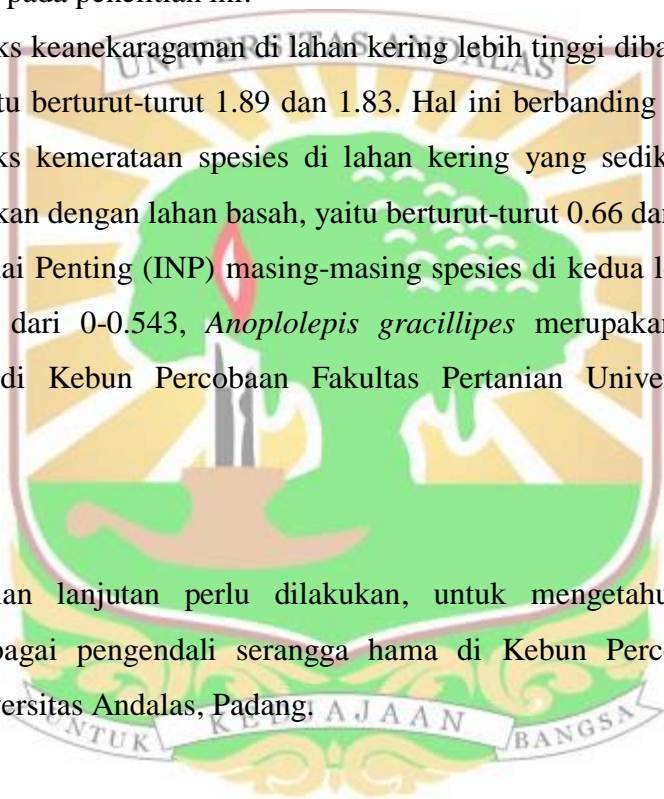 pada penelitian ini.
ks keanekaragaman di lahan kering lebih tinggi diba
UNIVERSITAS ANDALAS
tu berturut-turut 1.89 dan 1.83. Hal ini berbanding
ks kemerataan spesies di lahan kering yang sedik
kan dengan lahan basah, yaitu berturut-turut 0.66 dar
ai Penting (INP) masing-masing spesies di kedua l
dari 0-0.543, Anoplolepis gracillipes merupakan
di Kebun Percobaan Fakultas Pertanian Univer
an lanjutan perlu dilakukan, untuk mengetahu
bagai pengendali serangga hama di Kebun Perc
versitas Andalas, Padang.
UNTUK KEDJAJAAN BANGSA